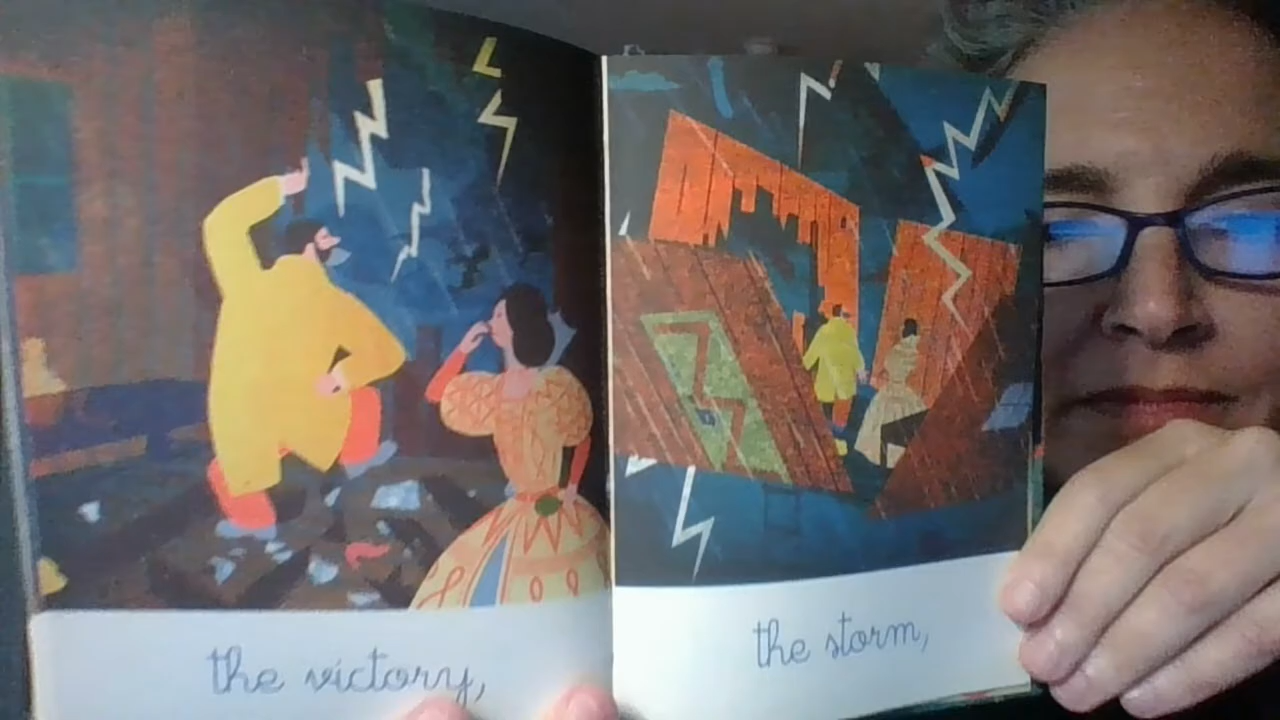 the victory,
the storm,